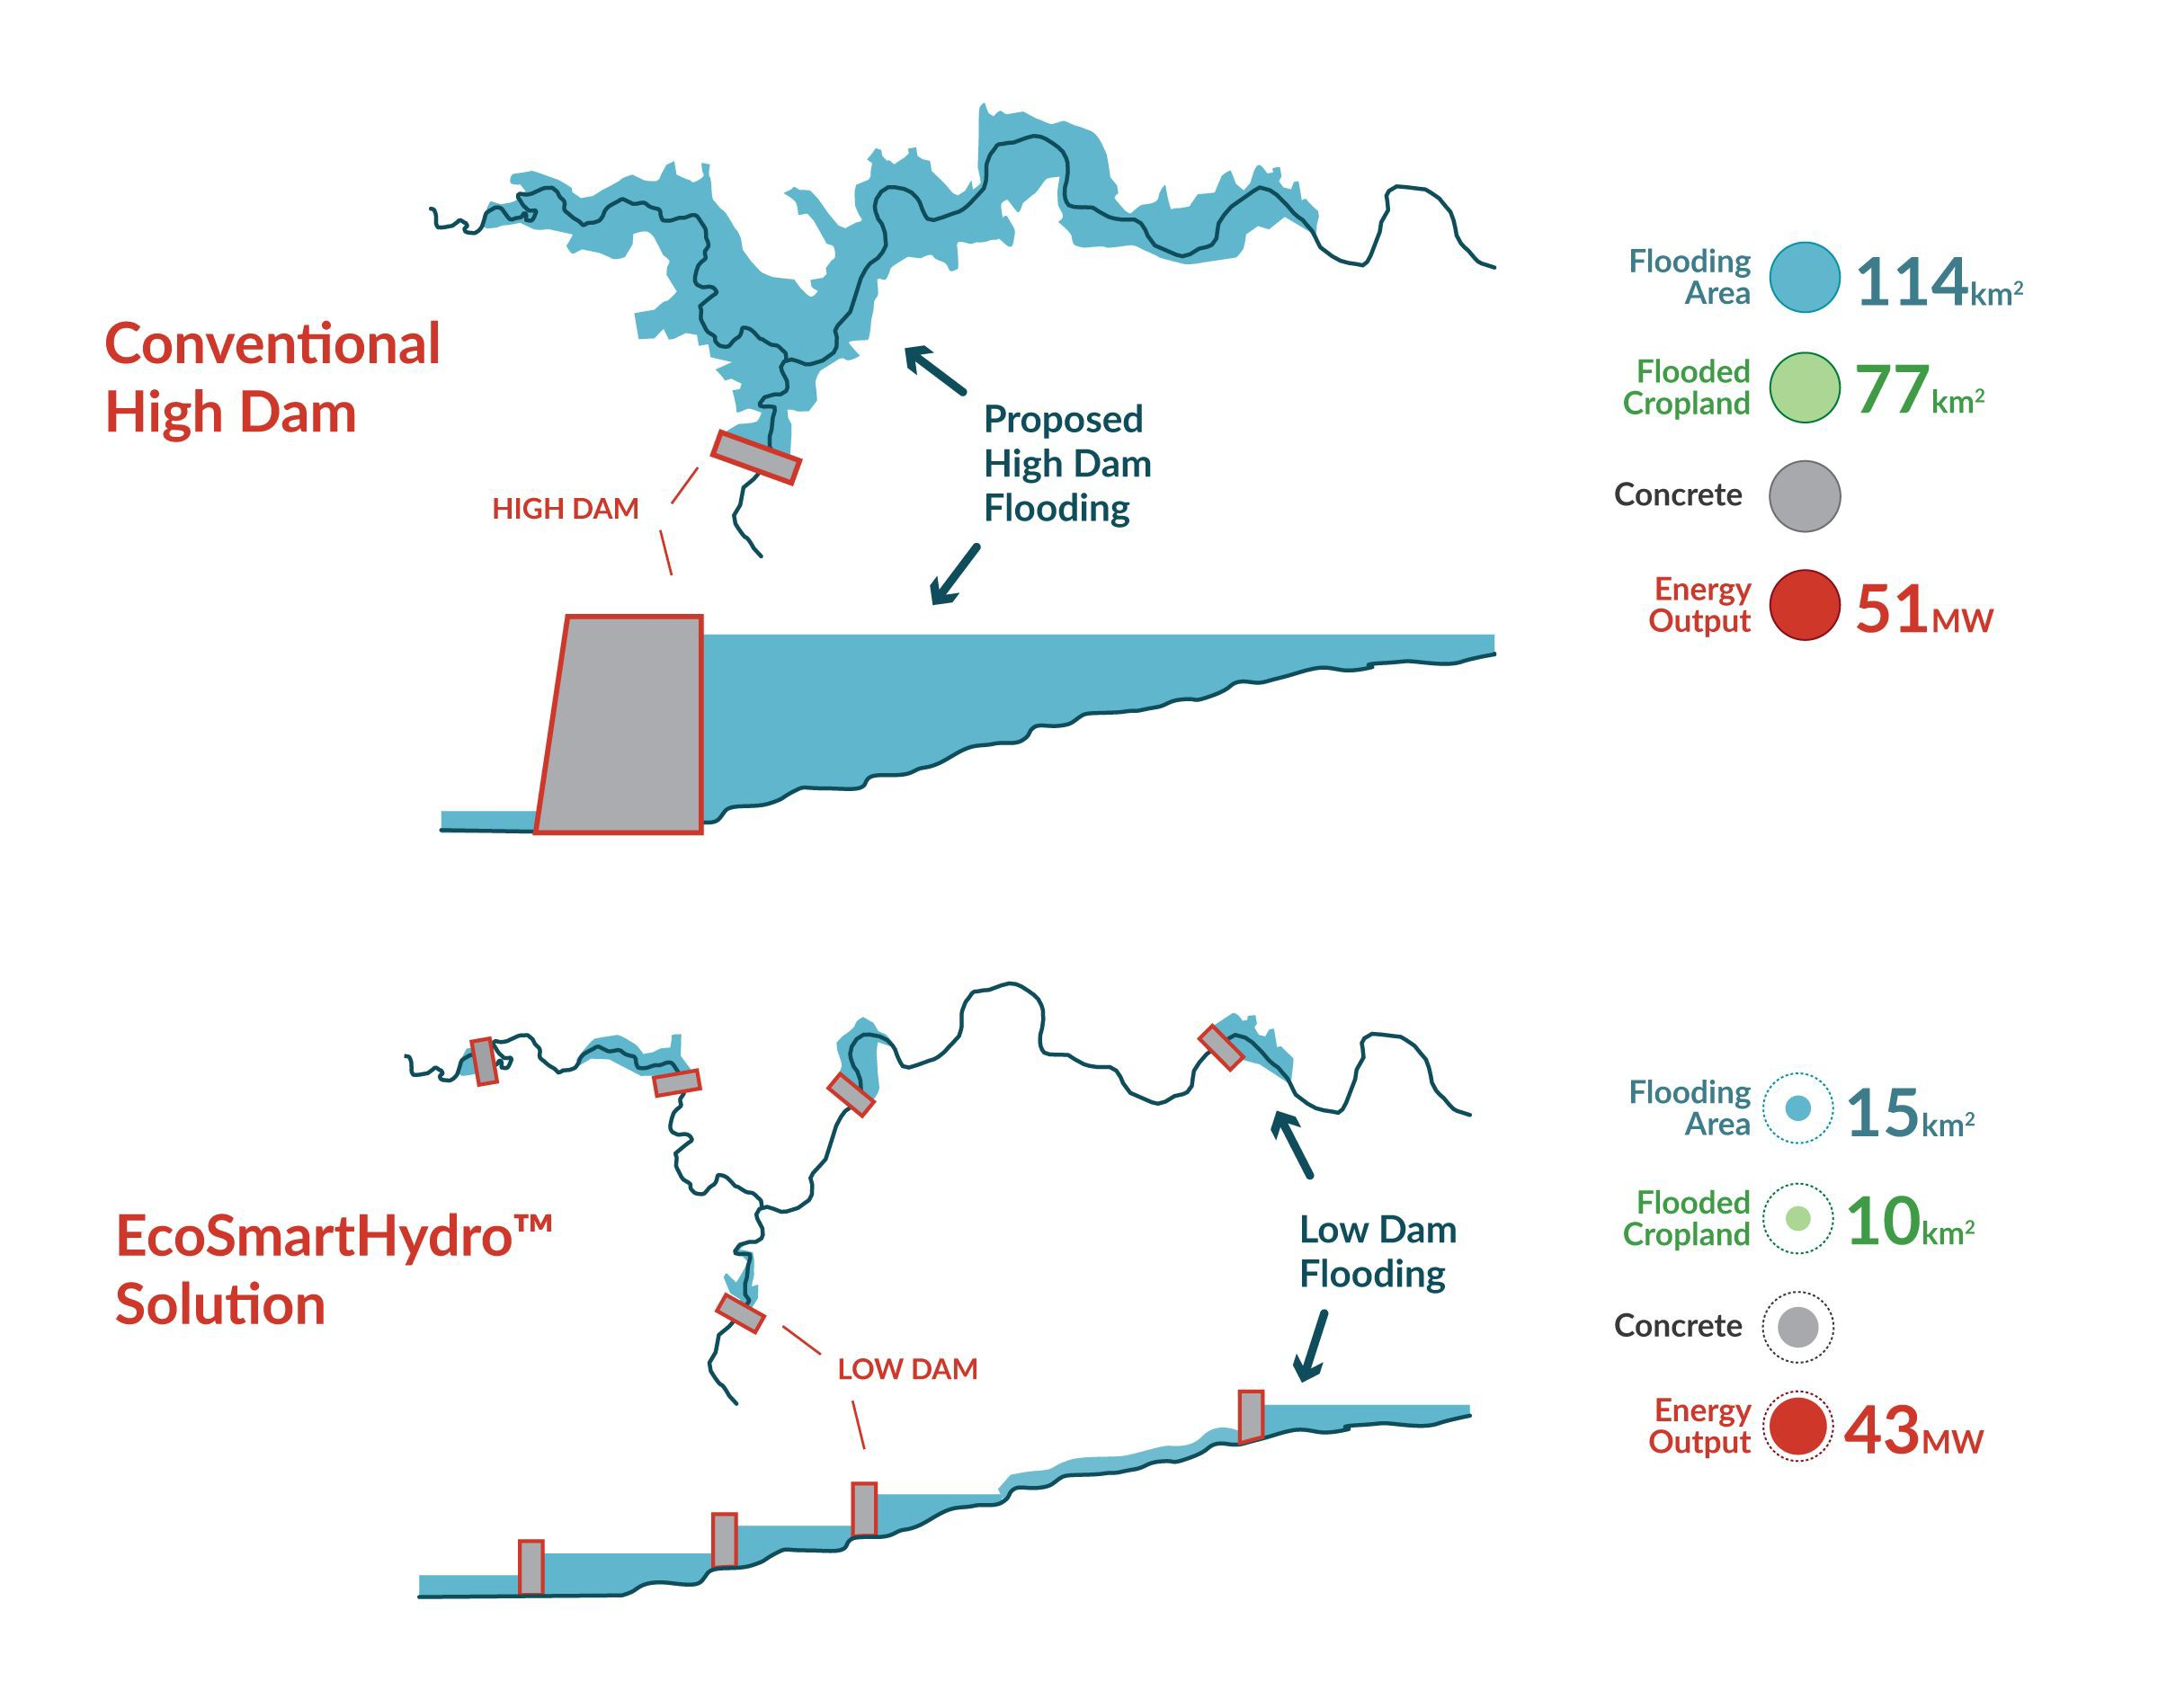 Conventional
High Dam
HIGH DAM
Proposed
High Dam
Flooding
Flooding
Area
114km²
Flooded
Cropland
77km²
Concrete
Energy
Output
51MW
EcoSmartHydro™
Solution
LOW DAM
Low Dam
Flooding
Flooding
Area
15km²
Flooded
Cropland
10km²
Concrete
Energy
Output
43MW